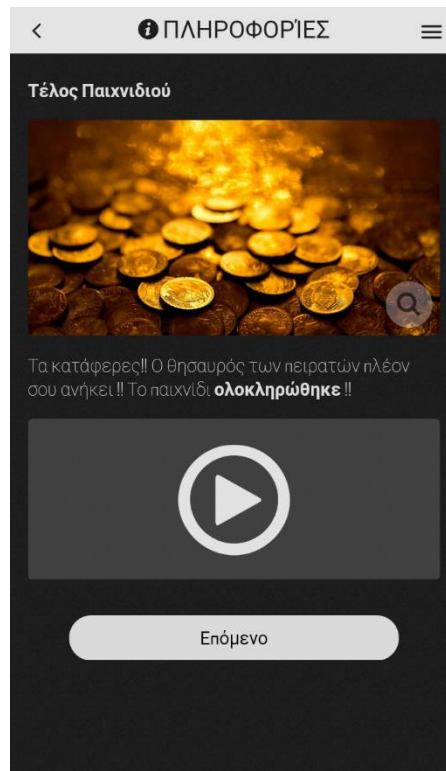 ΠΛΗΡΟΦΟΡΊΕΣ
Τέλος Παιχνιδιού
Τα κατάφερες!! Ο θησαυρός των πειρατών πλέον
σου ανήκει !! Το παιχνίδι ολοκληρώθηκε !!
Επόμενο